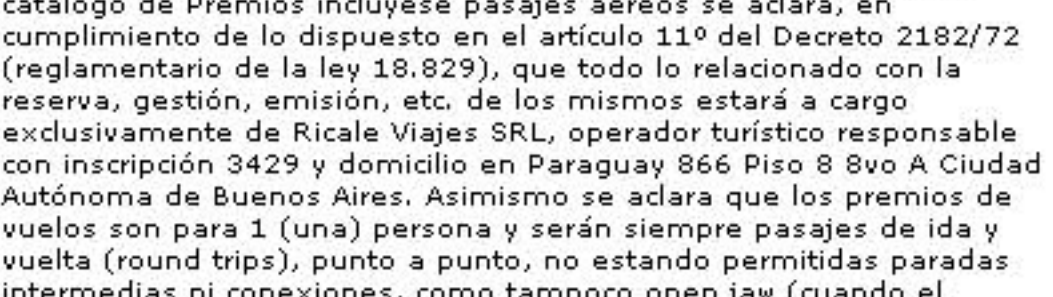 catálogo de Premios incluyese pasajes aéreos se aclara, en
cumplimiento de lo dispuesto en el artículo 11º del Decreto 2182/72
(reglamentario de la ley 18.829), que todo lo relacionado con la
reserva, gestión, emisión, etc. de los mismos estará a cargo
exclusivamente de Ricale Viajes SRL, operador turístico responsable
con inscripción 3429 y domicilio en Paraguay 866 Piso 8 8vo A Ciudad
Autónoma de Buenos Aires. Asimismo se aclara que los premios de
vuelos son para 1 (una) persona y serán siempre pasajes de ida y
vuelta (round trips), punto a punto, no estando permitidas paradas
intermedias ni conexiones, como tampoco open jaw (cuando el